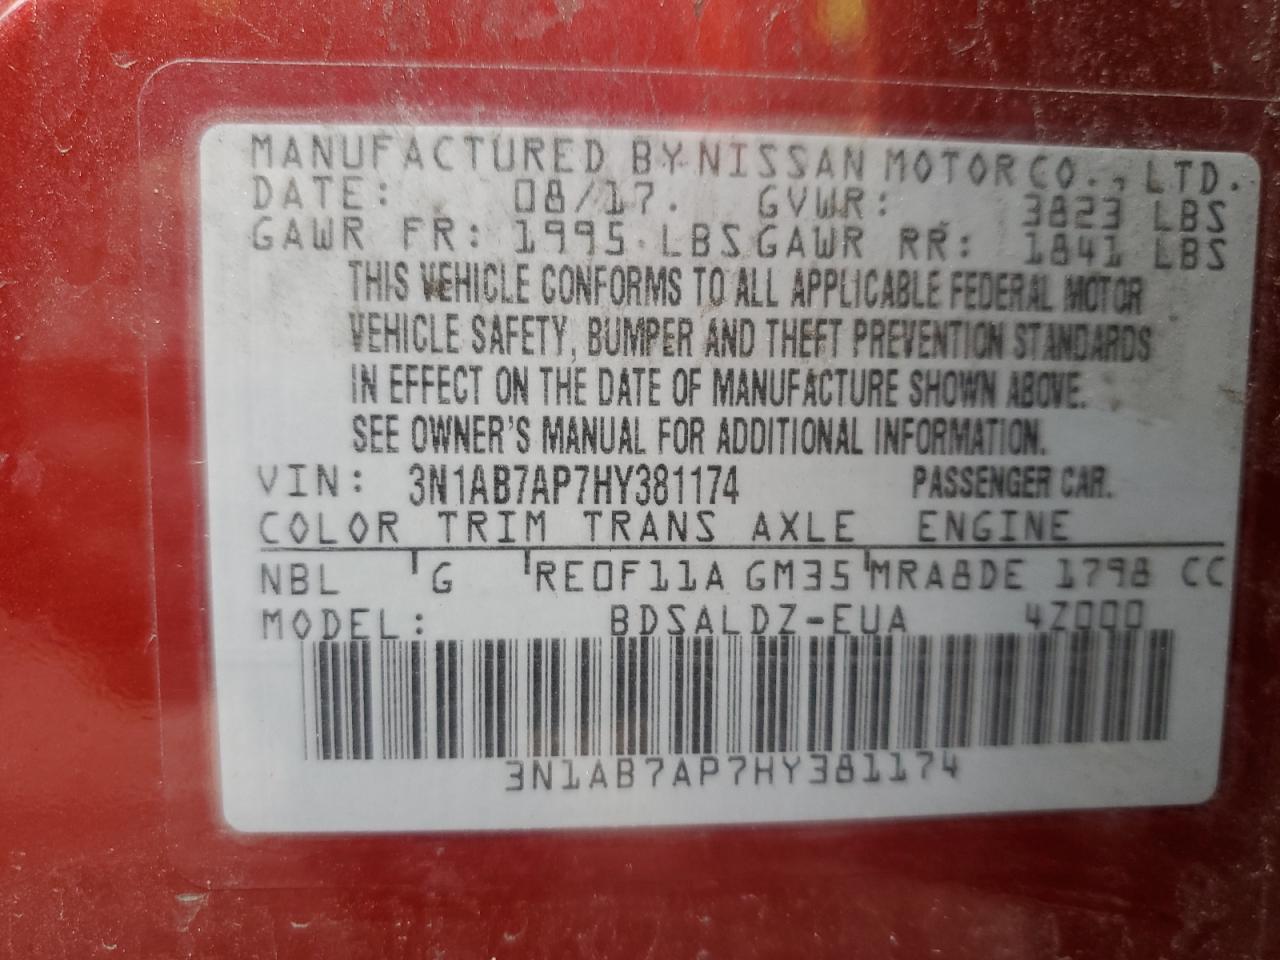 MANUFACTURED BY NISSAN MOTOR CO., LTD.
DATE: 08/17. GVWR: 3823 LBS
GAWR FR: 1995 LBS GAWR RR: 1841 LBS
THIS VEHICLE CONFORMS TO ALL APPLICABLE FEDERAL MOTOR
VEHICLE SAFETY, BUMPER AND THEFT PREVENTION STANDARDS
IN EFFECT ON THE DATE OF MANUFACTURE SHOWN ABOVE.
SEE OWNER'S MANUAL FOR ADDITIONAL INFORMATION.
VIN: 3N1AB7AP7HY381174 PASSENGER CAR.
COLOR TRIM TRANS AXLE ENGINE
NBL G RE0F11A GM35 MRA8DE 1798 CC
MODEL: BDSALDZ-EUA 4Z000
3N1AB7AP7HY381174